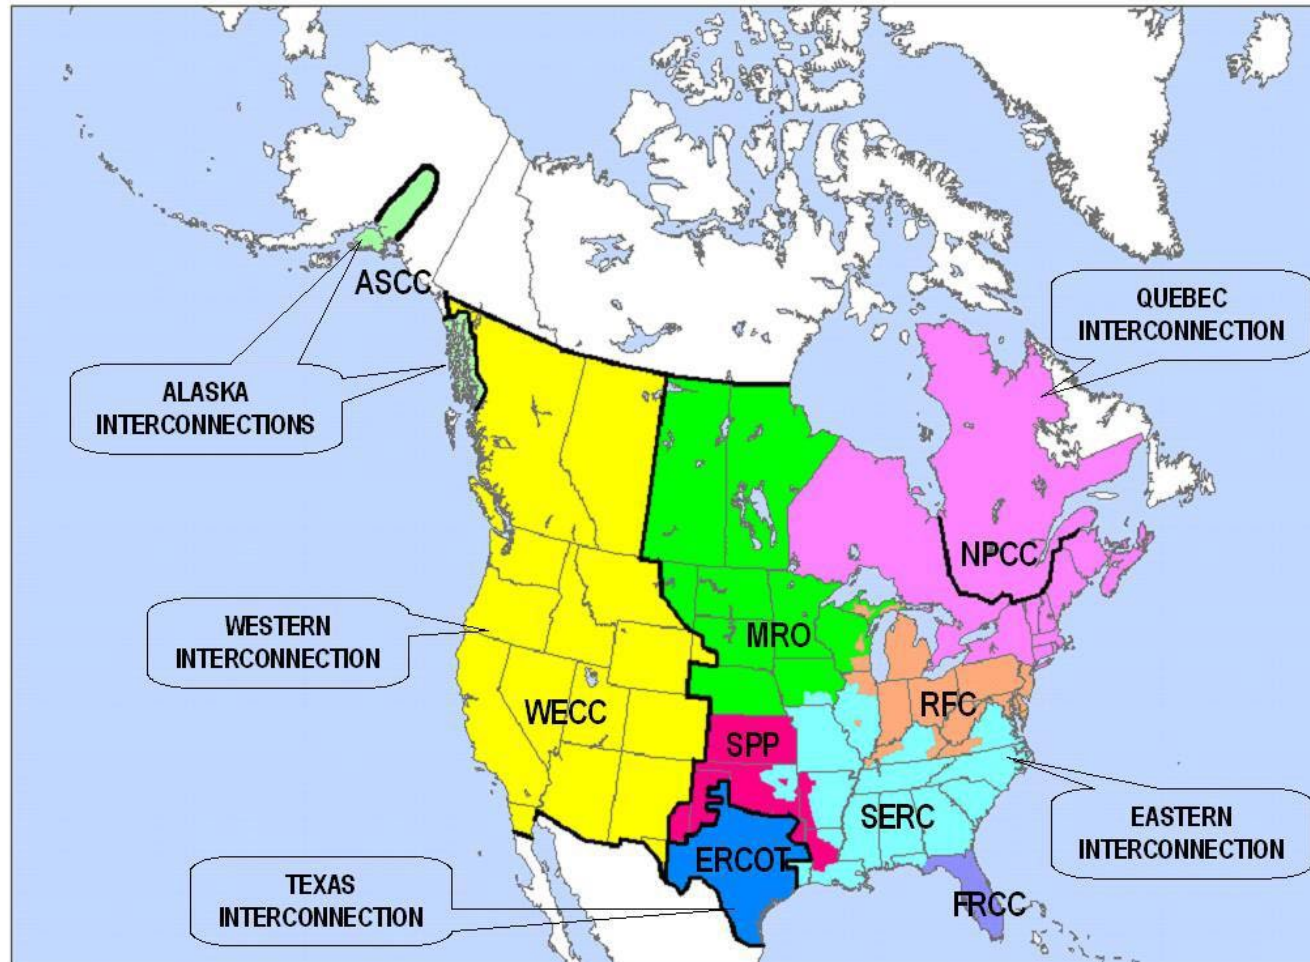 QUEBEC
INTERCONNECTION
ASCC
ALASKA
INTERCONNECTIONS
NPCC
WESTERN
INTERCONNECTION
MRO
WECC
RFC
SPP
SERC
EASTERN
INTERCONNECTION
ERCOT
TEXAS
INTERCONNECTION
FRCC